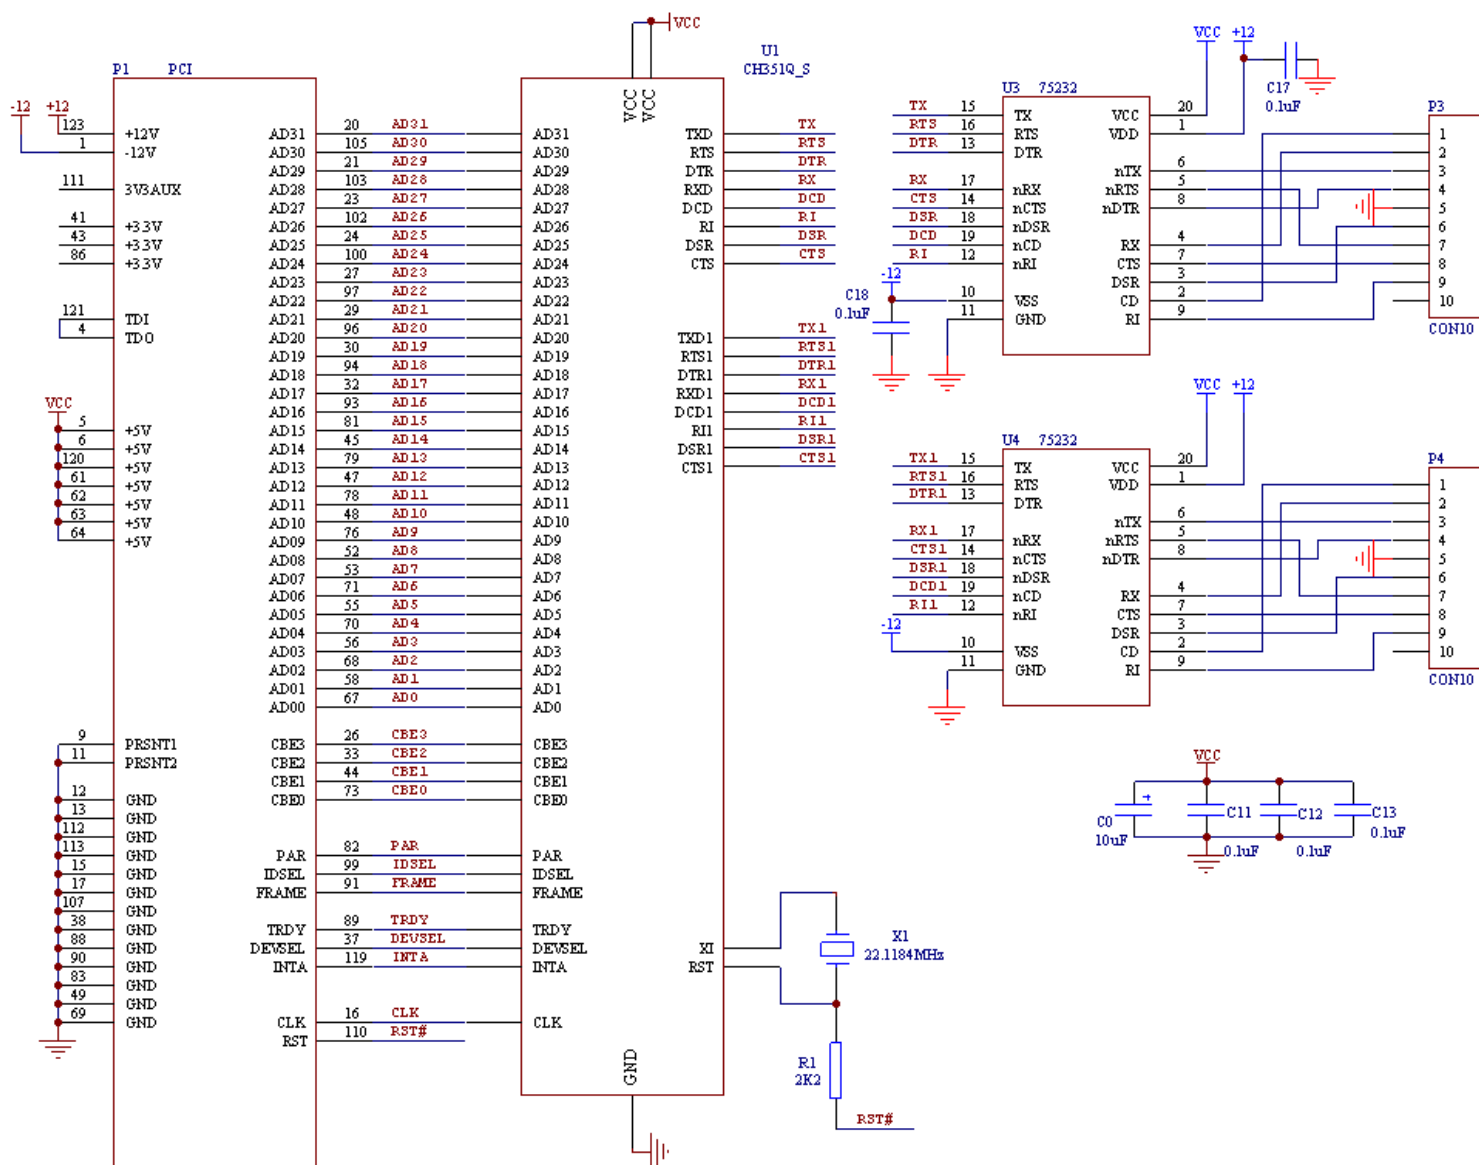 P1 PCI
-12 +12
123 +12V
1 -12V
111 3V3AUX
41 +33V
43 +33V
86 +33V
121 TDI
4 TDO
VCC
5 +5V
6 +5V
120 +5V
61 +5V
62 +5V
63 +5V
64 +5V
9 PRSNT1
11 PRSNT2
12 GND
13 GND
112 GND
113 GND
15 GND
17 GND
107 GND
38 GND
88 GND
90 GND
83 GND
49 GND
69 GND
AD31 20 AD31 AD31
AD30 105 AD30 AD30
AD29 21 AD29 AD29
AD28 103 AD28 AD28
AD27 23 AD27 AD27
AD26 102 AD26 AD26
AD25 24 AD25 AD25
AD24 100 AD24 AD24
AD23 27 AD23 AD23
AD22 97 AD22 AD22
AD21 29 AD21 AD21
AD20 96 AD20 AD20
AD19 30 AD19 AD19
AD18 94 AD18 AD18
AD17 32 AD17 AD17
AD16 93 AD16 AD16
AD15 81 AD15 AD15
AD14 45 AD14 AD14
AD13 79 AD13 AD13
AD12 47 AD12 AD12
AD11 78 AD11 AD11
AD10 48 AD10 AD10
AD09 76 AD9 AD9
AD08 52 AD8 AD8
AD07 53 AD7 AD7
AD06 71 AD6 AD6
AD05 55 AD5 AD5
AD04 70 AD4 AD4
AD03 56 AD3 AD3
AD02 68 AD2 AD2
AD01 58 AD1 AD1
AD00 67 AD0 AD0
CBE3 26 CBE3 CBE3
CBE2 33 CBE2 CBE2
CBE1 44 CBE1 CBE1
CBE0 73 CBE0 CBE0
PAR 82 PAR PAR
IDSEL 99 IDSEL IDSEL
FRAME 91 FRAME FRAME
TRDY 89 TRDY TRDY
DEVSEL 37 DEVSEL DEVSEL
INTA 119 INTA INTA
CLK 16 CLK CLK
RST 110 RST#
VCC
U1
CH351Q_S
VCC
VCC
TXD TX
RTS RTS
DTR DTR
RXD RX
DCD DCD
RI RI
DSR DSR
CTS CTS
TXD1 TX1
RTS1 RTS1
DTR1 DTR1
RXD1 RX1
DCD1 DCD1
RI1 RI1
DSR1 DSR1
CTS1 CTS1
XI
RST
GND
X1
22.1184MHz
R1
2K2
RST#
VCC +12
C17
0.1uF
U3 75232
TX 15 TX VCC 20
RTS 16 RTS VDD 1
DTR 13 DTR
nTX 6
RX 17 nRX nRTS 5
CTS 14 nCTS nDTR 8
DSR 18 nDSR
DCD 19 nCD RX 4
RI 12 nRI CTS 7
-12
DSR 3
C18
0.1uF
10 VSS CD 2
11 GND RI 9
P3
1
2
3
4
5
6
7
8
9
10
CON10
VCC +12
U4 75232
TX1 15 TX VCC 20
RTS1 16 RTS VDD 1
DTR1 13 DTR
nTX 6
RX1 17 nRX nRTS 5
CTS1 14 nCTS nDTR 8
DSR1 18 nDSR
DCD1 19 nCD RX 4
RI1 12 nRI CTS 7
-12
DSR 3
10 VSS CD 2
11 GND RI 9
P4
1
2
3
4
5
6
7
8
9
10
CON10
VCC
+
C0
10uF
C11
0.1uF
C12
0.1uF
C13
0.1uF